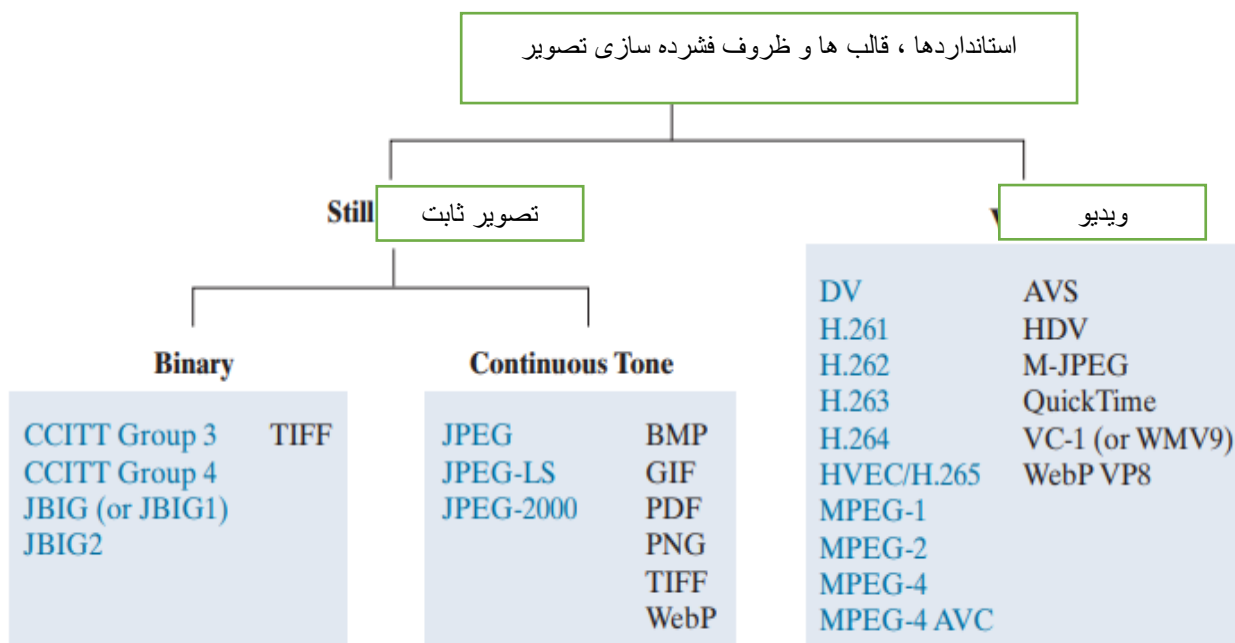 استانداردها ، قالب ها و ظروف فشرده سازی تصویر
Still
تصویر ثابت
ویدیو
Binary
CCITT Group 3
CCITT Group 4
JBIG (or JBIG1)
JBIG2
TIFF
Continuous Tone
JPEG
JPEG-LS
JPEG-2000
BMP
GIF
PDF
PNG
TIFF
WebP
DV
H.261
H.262
H.263
H.264
HVEC/H.265
MPEG-1
MPEG-2
MPEG-4
MPEG-4 AVC
AVS
HDV
M-JPEG
QuickTime
VC-1 (or WMV9)
WebP VP8